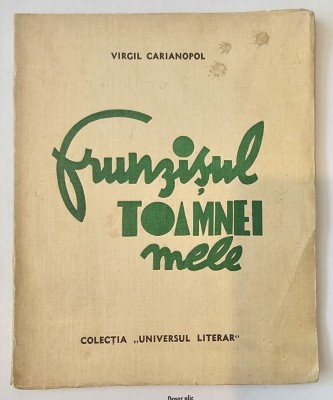 VIRGIL CARIANOPOL
Frunzișul
TOAMNEI
mele
COLECȚIA „UNIVERSUL LITERAR"